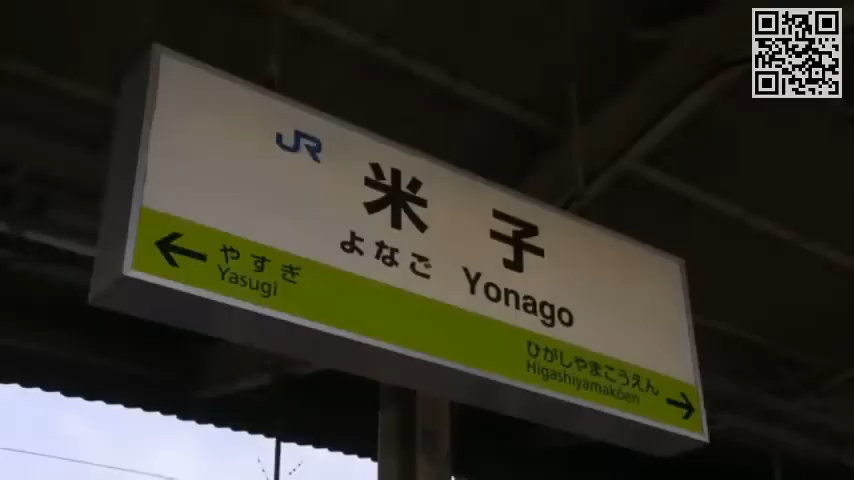 JR
米子
よなご Yonago
← やすぎ
Yasugi
ひがしやまこうえん →
Higashiyamakōen